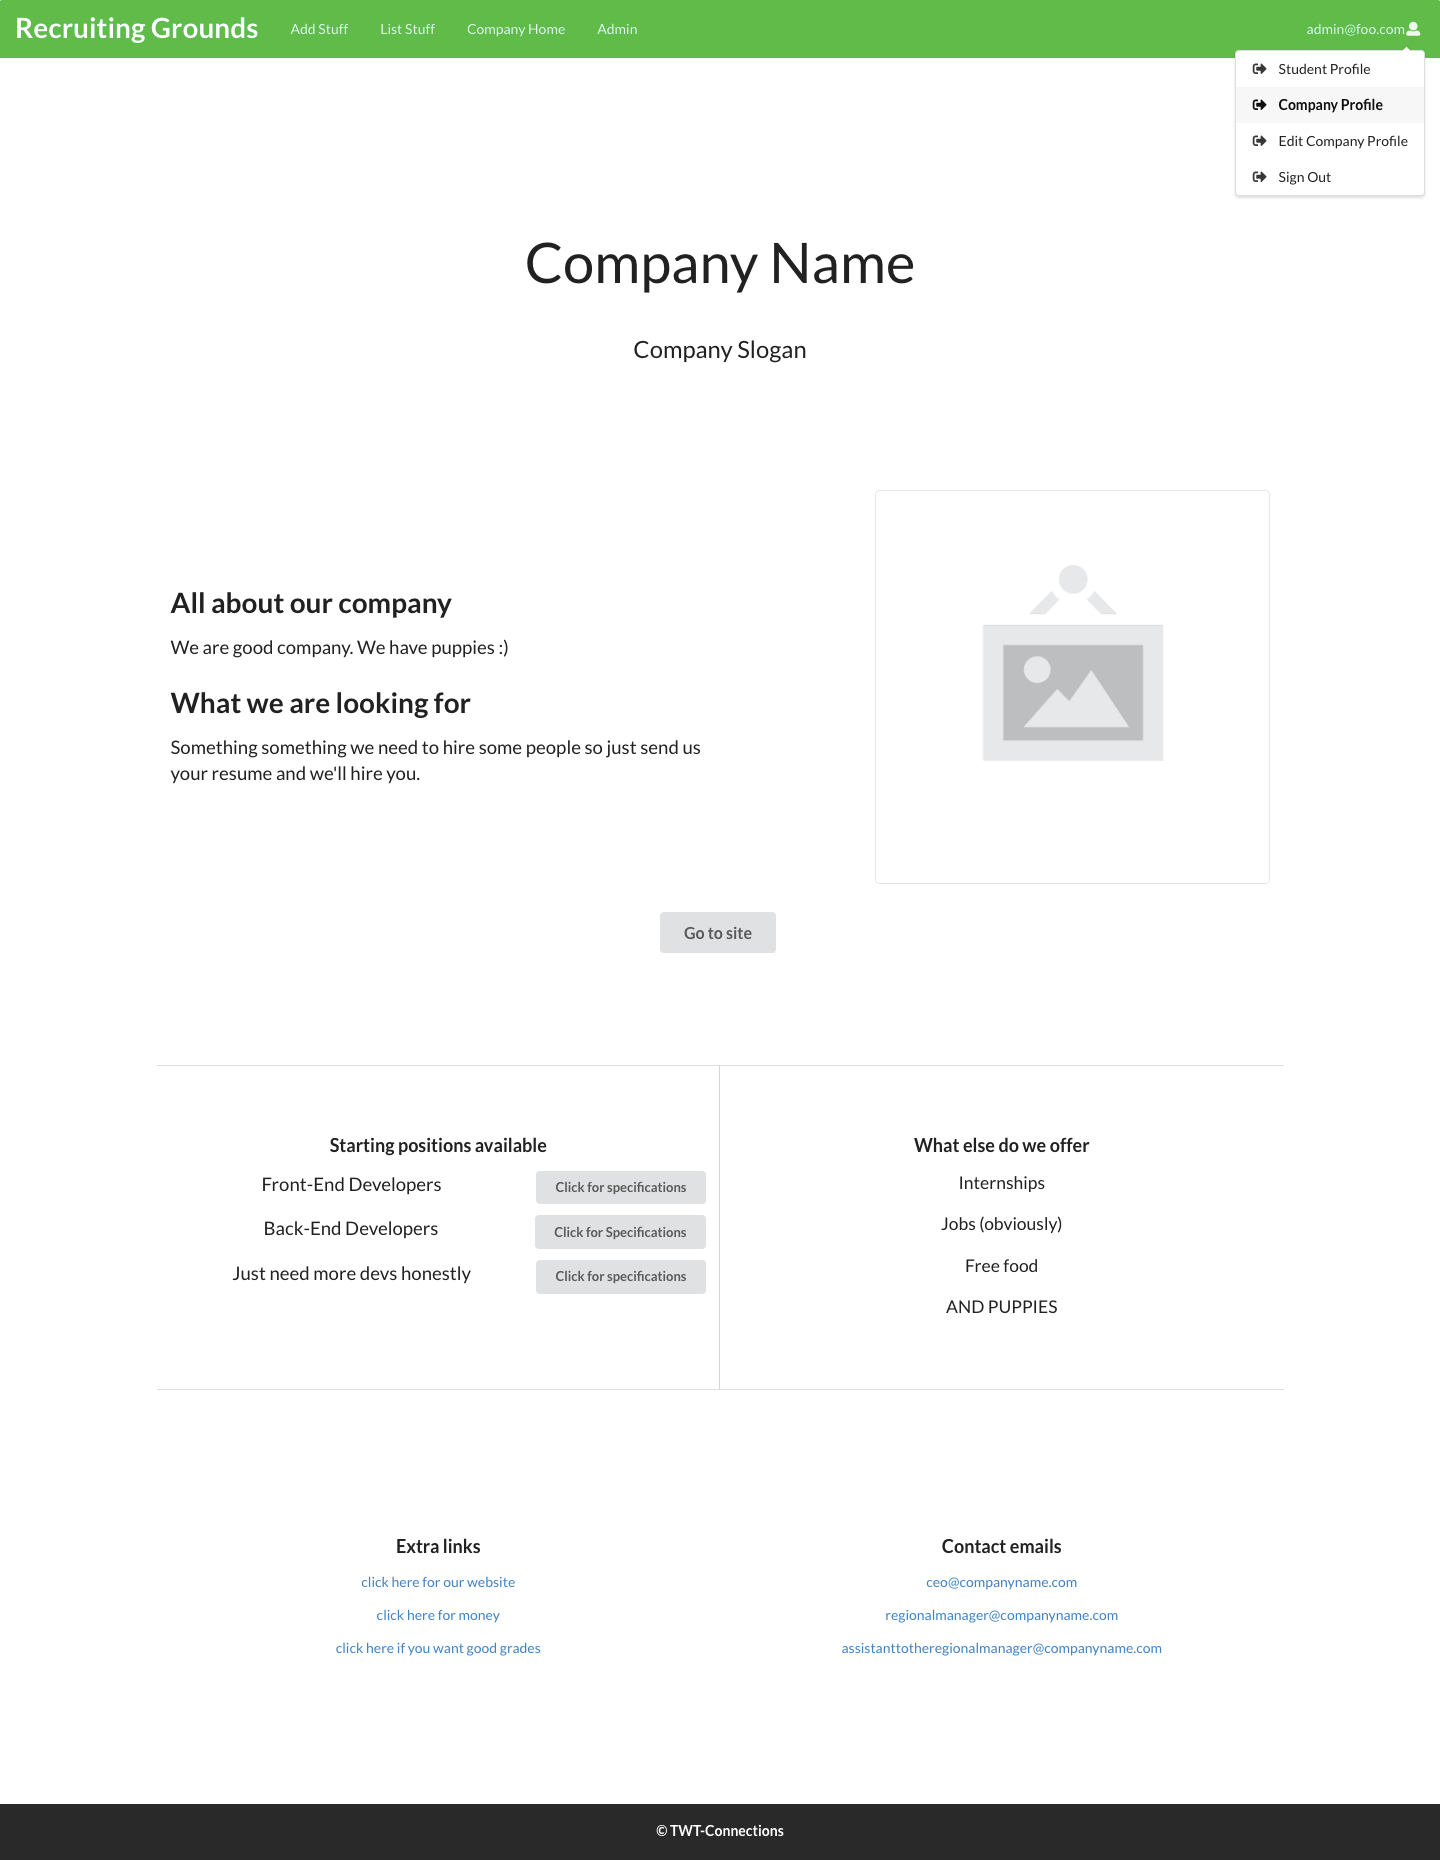 Recruiting Grounds Add Stuff List Stuff Company Home Admin admin@foo.com
Student Profile
Company Profile
Edit Company Profile
Sign Out
Company Name
Company Slogan
All about our company
We are good company. We have puppies :)
What we are looking for
Something something we need to hire some people so just send us
your resume and we'll hire you.
Go to site
Starting positions available
Front-End Developers Click for specifications
Back-End Developers Click for Specifications
Just need more devs honestly Click for specifications
What else do we offer
Internships
Jobs (obviously)
Free food
AND PUPPIES
Extra links
click here for our website
click here for money
click here if you want good grades
Contact emails
ceo@companyname.com
regionalmanager@companyname.com
assistanttotheregionalmanager@companyname.com
© TWT-Connections